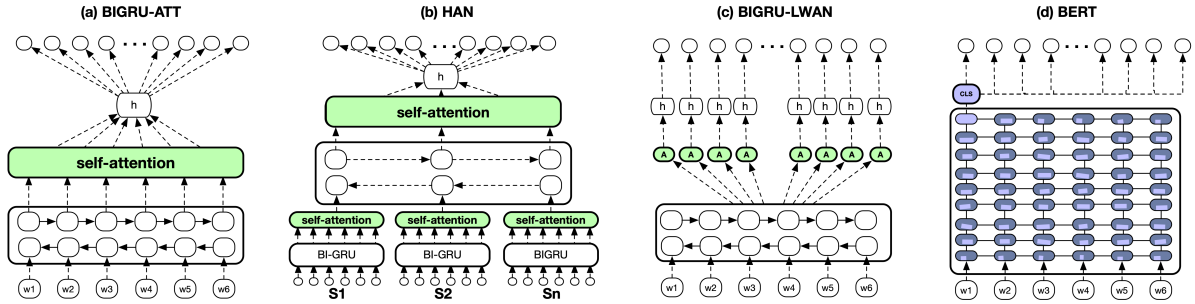 (a) BIGRU-ATT
h
self-attention
w1 w2 w3 w4 w5 w6
(b) HAN
h
self-attention
self-attention self-attention self-attention
BI-GRU BI-GRU BIGRU
S1 S2 Sn
(c) BIGRU-LWAN
h h h h h h h h
A A A A A A A A
w1 w2 w3 w4 w5 w6
(d) BERT
CLS
w1 w2 w3 w4 w5 w6